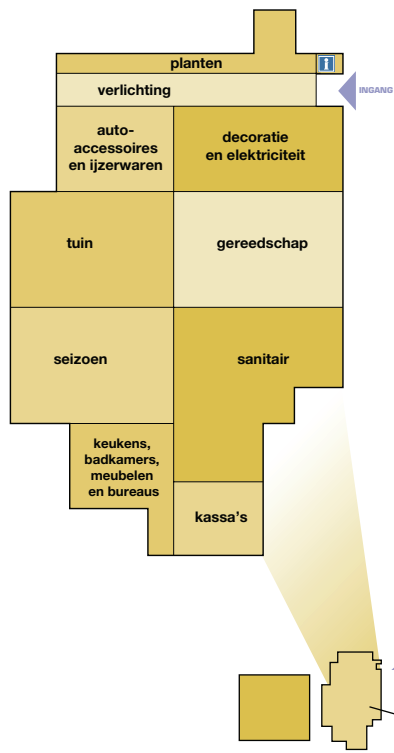 planten
i
INGANG
verlichting
auto-
accessoires
en ijzerwaren
decoratie
en elektriciteit
tuin
gereedschap
seizoen
sanitair
keukens,
badkamers,
meubelen
en bureaus
kassa's